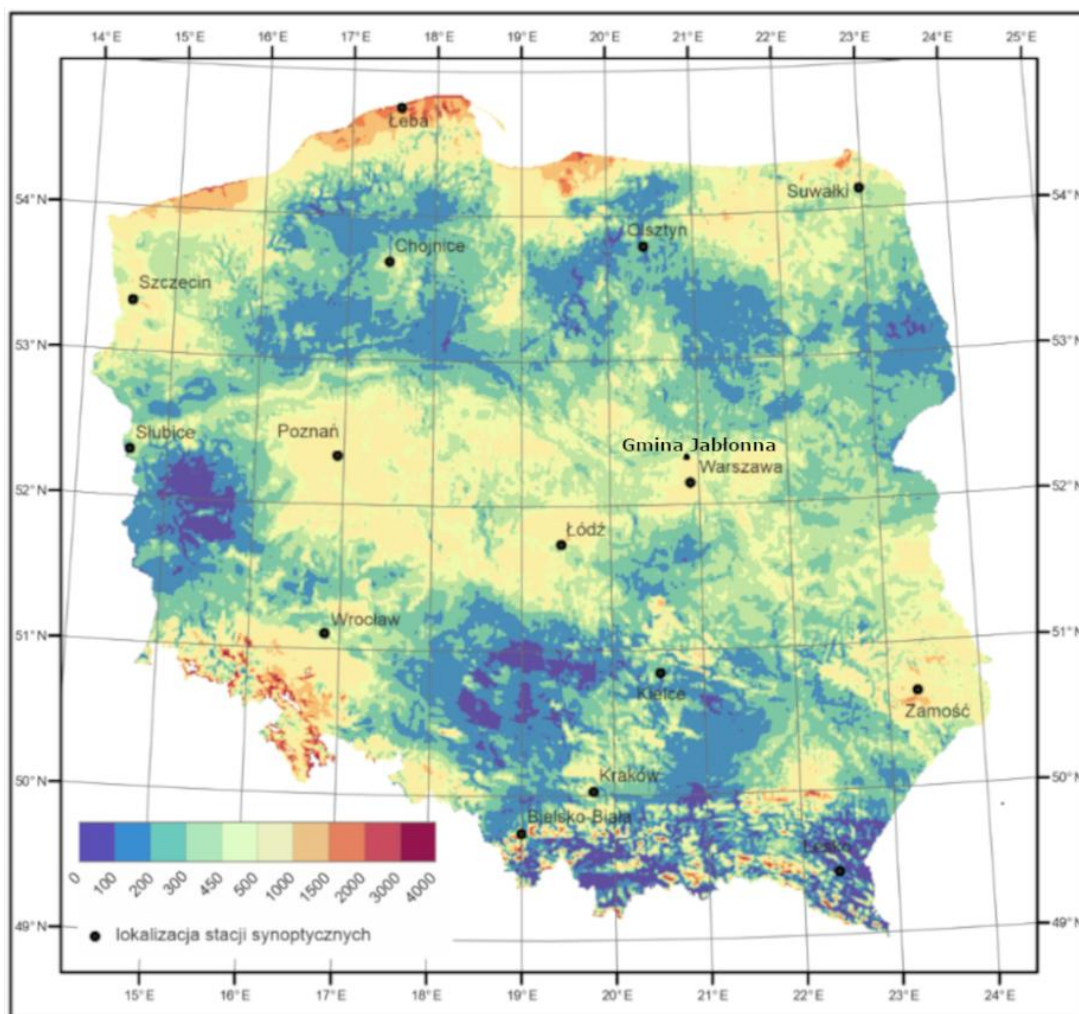 14°E 15°E 16°E 17°E 18°E 19°E 20°E 21°E 22°E 23°E 24°E 25°E
Łeba
54°N
Suwałki
54°N
Olsztyn
Chojnice
Szczecin
53°N
53°N
Słubice
Poznań
Gmina Jabłonna
Warszawa
52°N
52°N
Łódź
Wrocław
51°N
51°N
Kielce
Zamość
50°N
50°N
Kraków
Bielsko-Biała
Lesko
0 100 200 300 450 500 1000 1500 2000 3000 4000
49°N
49°N
lokalizacja stacji synoptycznych
15°E 16°E 17°E 18°E 19°E 20°E 21°E 22°E 23°E 24°E